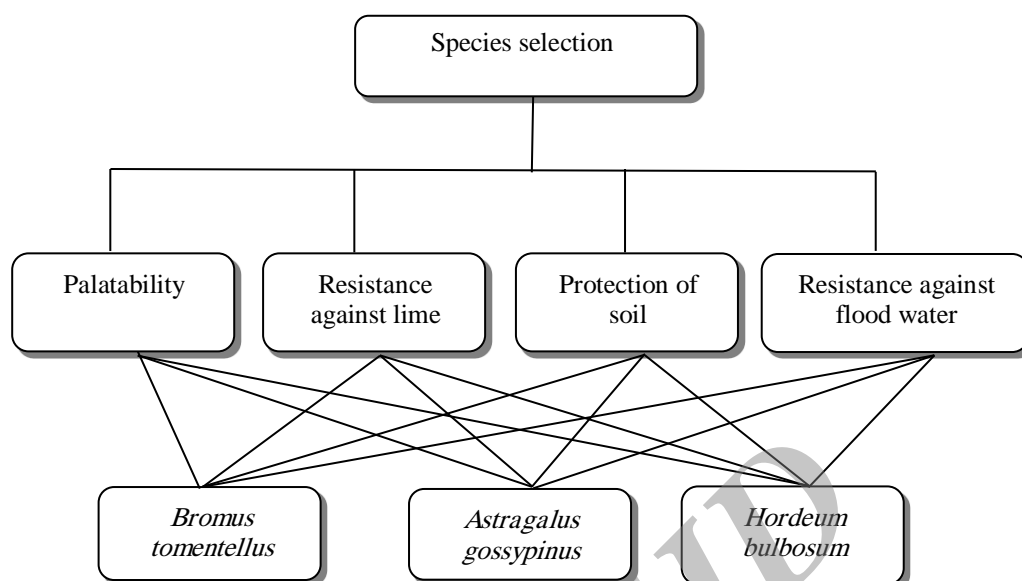 Species selection
Palatability
Resistance
against lime
Protection of
soil
Resistance against
flood water
Bromus
tomentellus
Astragalus
gossypinus
Hordeum
bulbosum